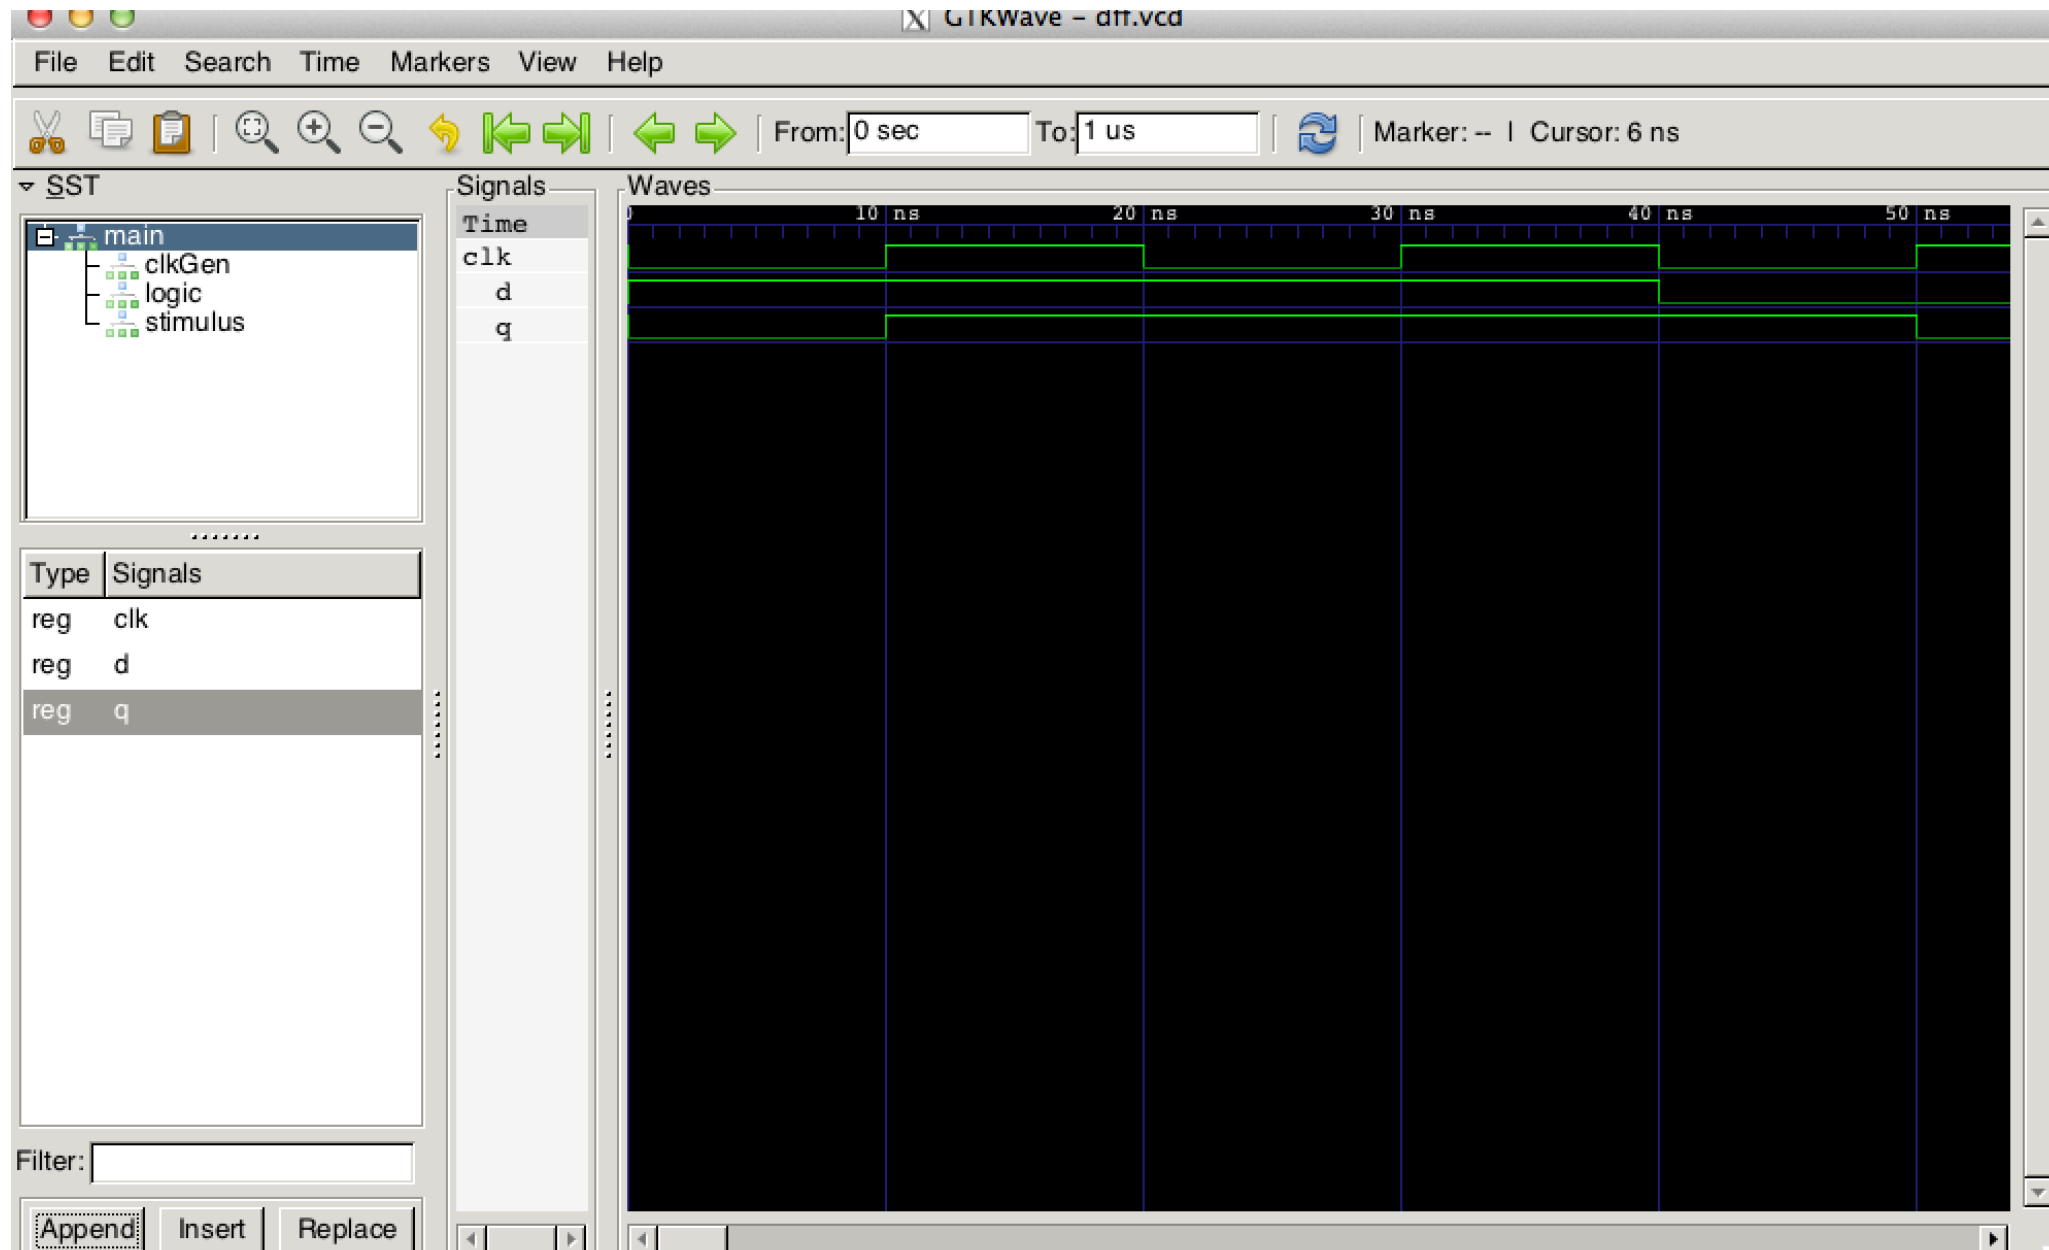 GTKWave – dff.vcd
File Edit Search Time Markers View Help
From: 0 sec To: 1 us Marker: -- | Cursor: 6 ns
SST
main
clkGen
logic
stimulus
Type Signals
reg clk
reg d
reg q
Filter:
Append Insert Replace
Signals
Time
clk
d
q
Waves
0 10 ns 20 ns 30 ns 40 ns 50 ns